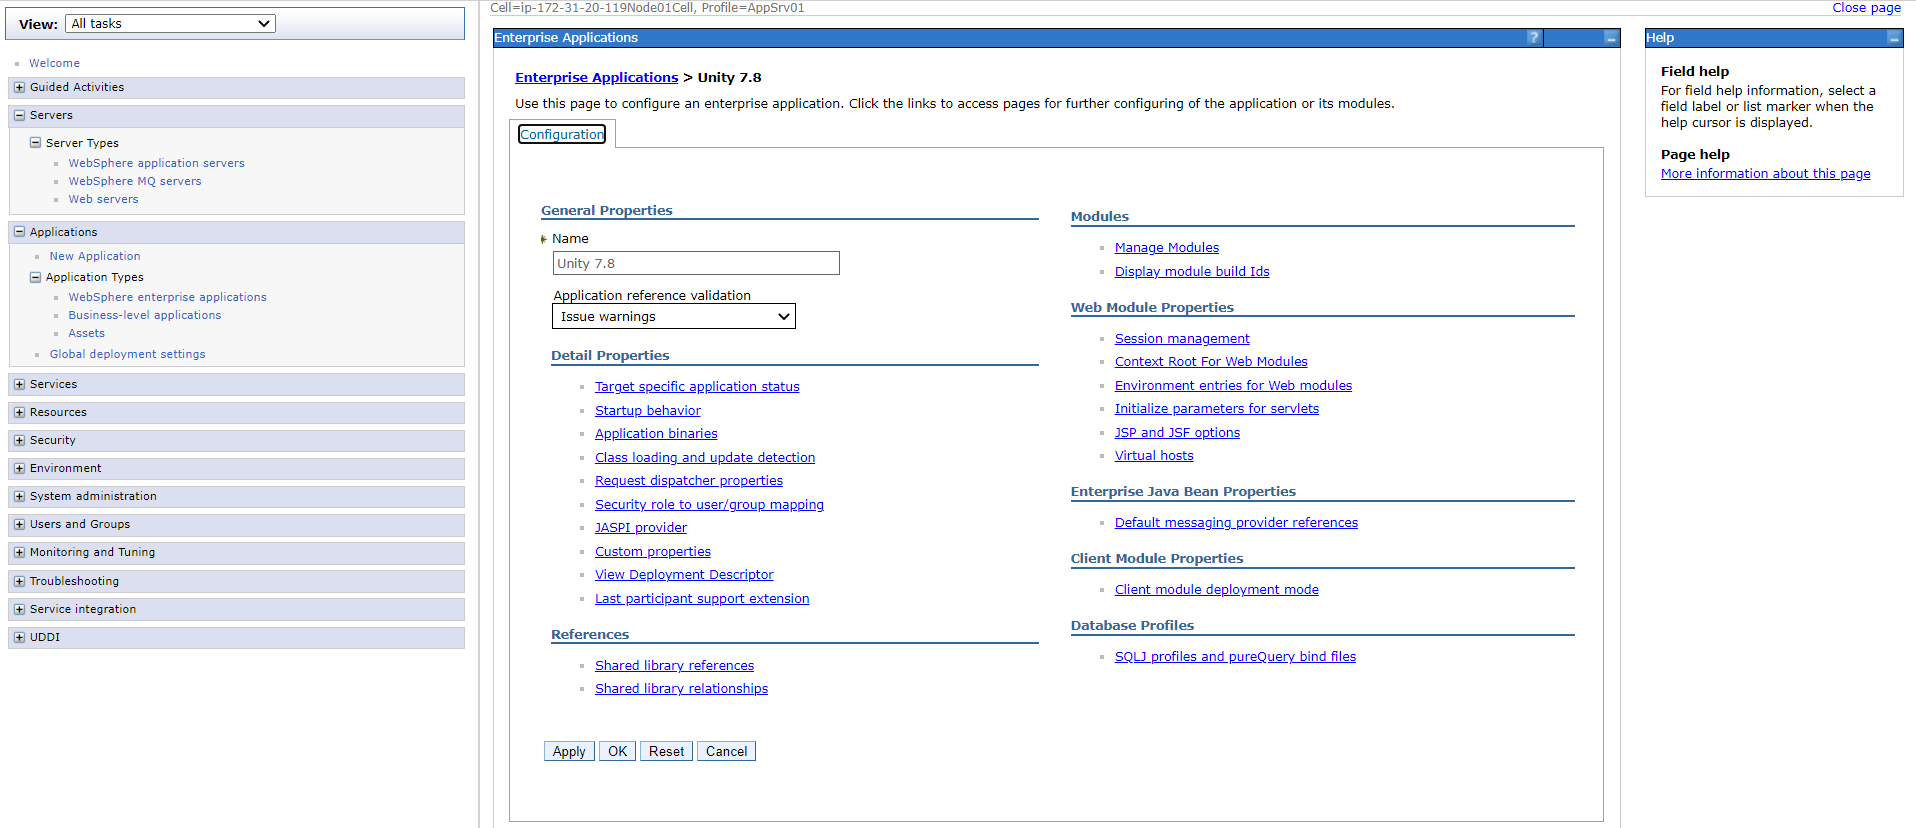 Cell=ip-172-31-20-119Node01Cell, Profile=AppSrv01
Close page
View: All tasks
Welcome
Guided Activities
Servers
Server Types
WebSphere application servers
WebSphere MQ servers
Web servers
Applications
New Application
Application Types
WebSphere enterprise applications
Business-level applications
Assets
Global deployment settings
Services
Resources
Security
Environment
System administration
Users and Groups
Monitoring and Tuning
Troubleshooting
Service integration
UDDI
Enterprise Applications
?
Enterprise Applications > Unity 7.8
Use this page to configure an enterprise application. Click the links to access pages for further configuring of the application or its modules.
Configuration
General Properties
Name
Unity 7.8
Application reference validation
Issue warnings
Detail Properties
Target specific application status
Startup behavior
Application binaries
Class loading and update detection
Request dispatcher properties
Security role to user/group mapping
JASPI provider
Custom properties
View Deployment Descriptor
Last participant support extension
References
Shared library references
Shared library relationships
Modules
Manage Modules
Display module build Ids
Web Module Properties
Session management
Context Root For Web Modules
Environment entries for Web modules
Initialize parameters for servlets
JSP and JSF options
Virtual hosts
Enterprise Java Bean Properties
Default messaging provider references
Client Module Properties
Client module deployment mode
Database Profiles
SQLJ profiles and pureQuery bind files
Apply OK Reset Cancel
Help
Field help
For field help information, select a
field label or list marker when the
help cursor is displayed.
Page help
More information about this page